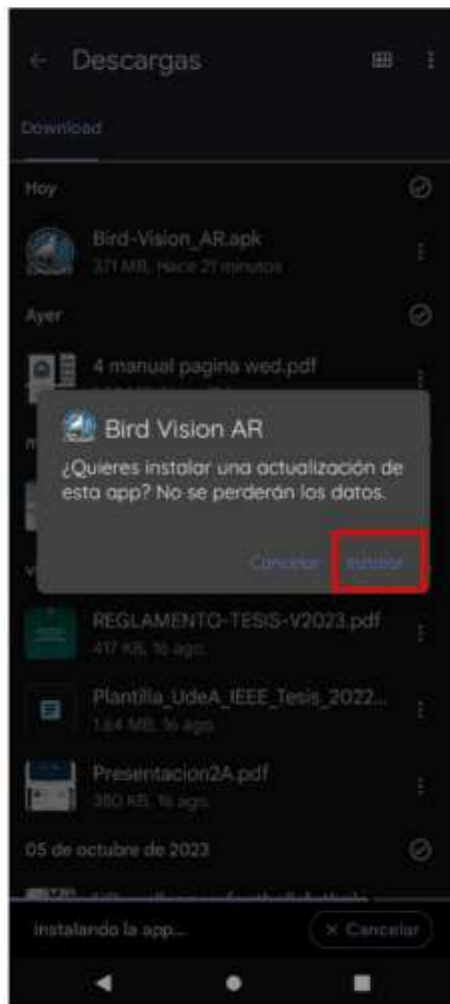 Descargas
Download
Hoy
Bird-Vision_AR.apk
371 MB, Hace 21 minutos
Ayer
4 manual pagina wed.pdf
Bird Vision AR
¿Quieres instalar una actualización de
esta app? No se perderán los datos.
Cancelar Instalar
REGLAMENTO-TESIS-V2023.pdf
417 KB, 16 ago.
Plantilla_UdeA_IEEE_Tesis_2022...
1.64 MB, 16 ago.
Presentacion2A.pdf
380 KB, 16 ago.
05 de octubre de 2023
Instalando la app...
× Cancelar